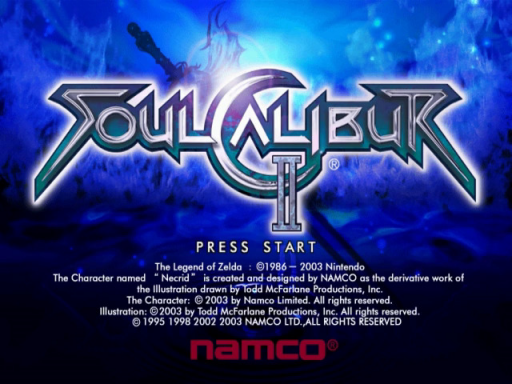 SOULCALIBUR
II ®
PRESS START
The Legend of Zelda : ©1986 – 2003 Nintendo
The Character named “Necrid” is created and designed by NAMCO as the derivative work of
the Illustration drawn by Todd McFarlane Productions, Inc.
The Character: © 2003 by Namco Limited. All rights reserved.
Illustration: ©2003 by Todd McFarlane Productions, Inc.
© 1995 1998 2002 2003 NAMCO LTD.,ALL RIGHTS RESERVED
namco®